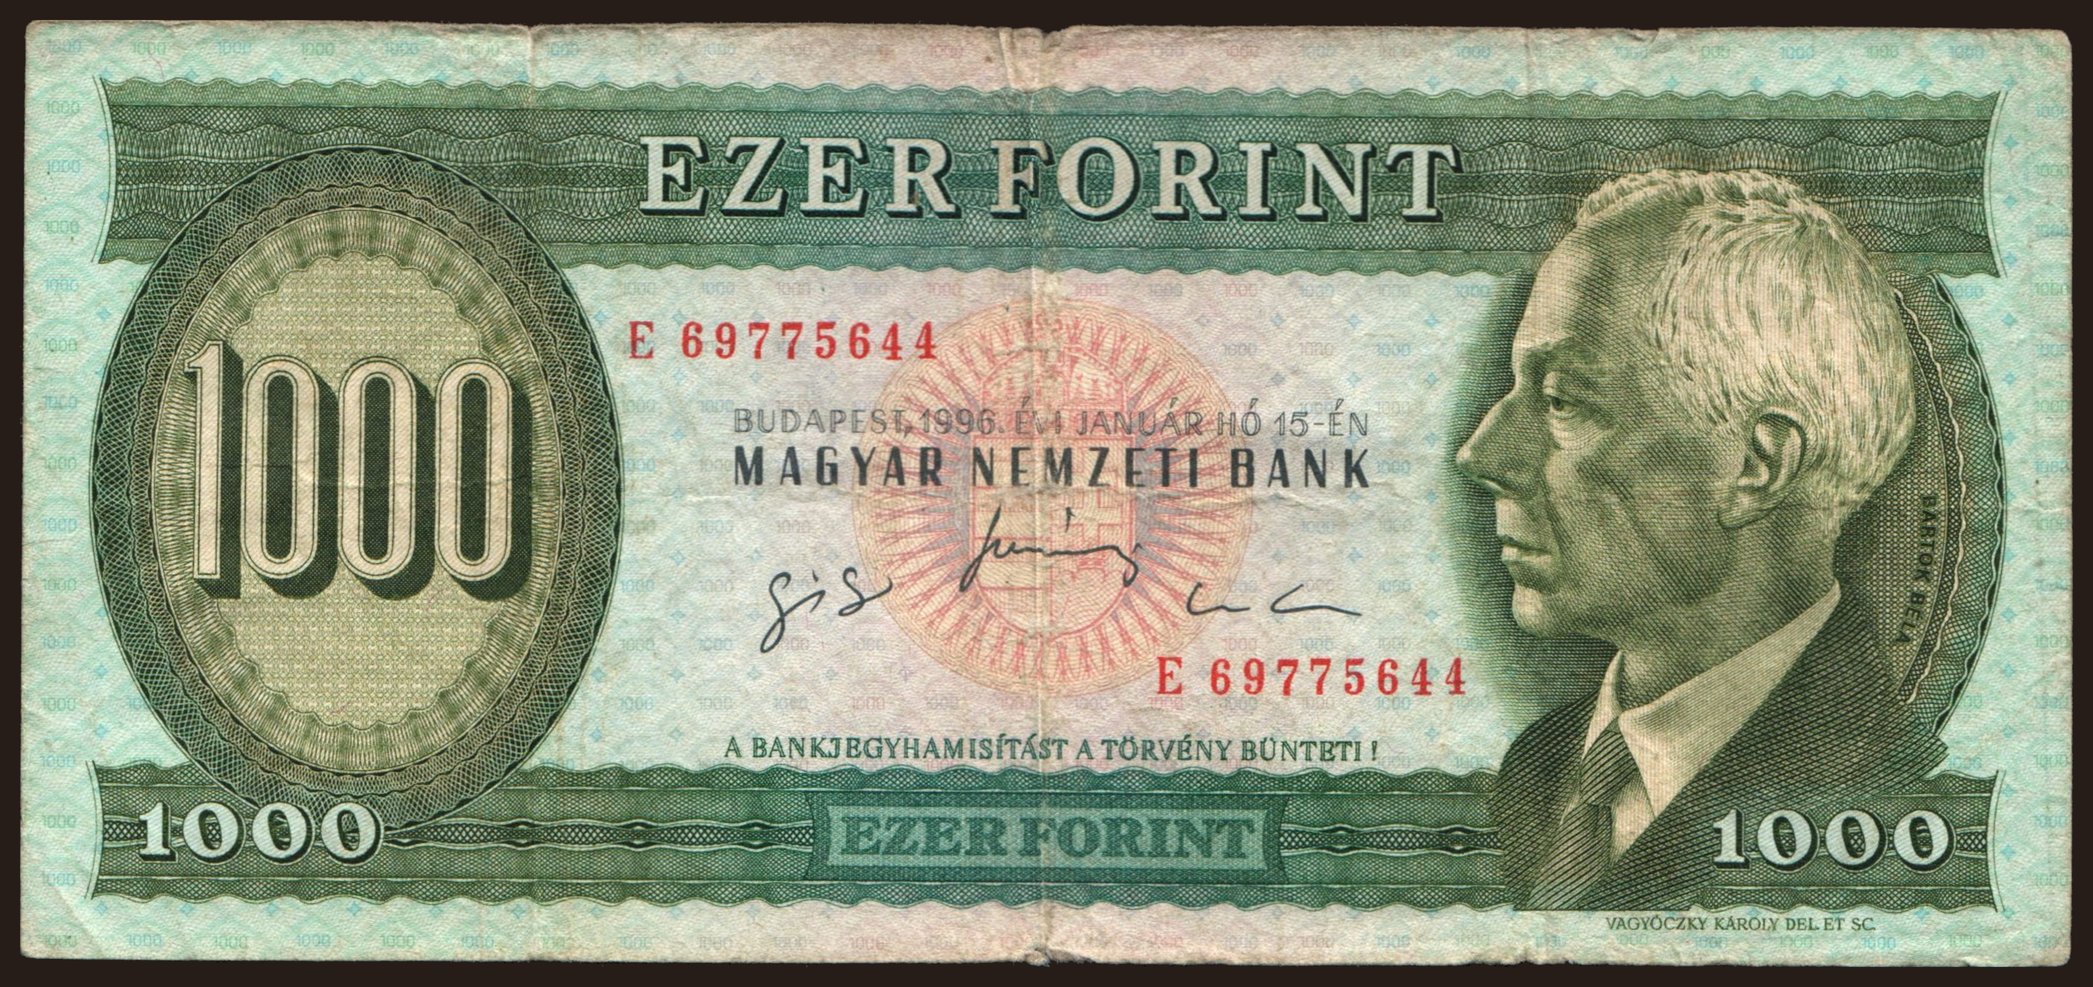 EZER FORINT
1000
E 69775644
BUDAPEST, 1996. ÉVI JANUÁR HÓ 15-ÉN
MAGYAR NEMZETI BANK
BARTÓK BÉLA
E 69775644
A BANKJEGYHAMISÍTÁST A TÖRVÉNY BÜNTETI!
1000
EZER FORINT
1000
VAGYÓCZKY KÁROLY DEL. ET SC.